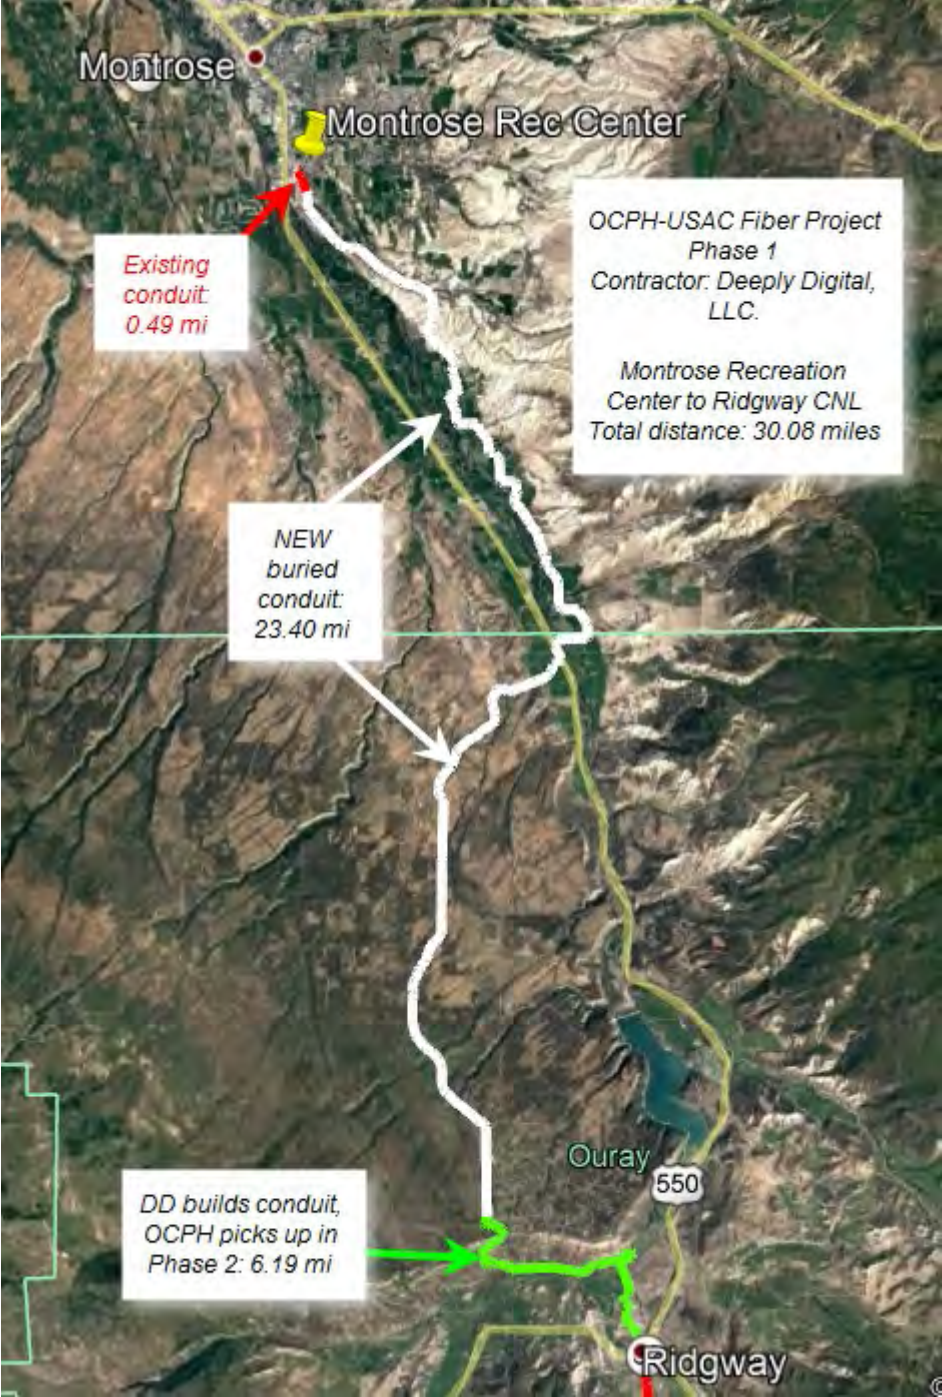 Montrose
Montrose Rec Center
OCPH-USAC Fiber Project
Phase 1
Contractor: Deeply Digital,
LLC.
Montrose Recreation
Center to Ridgway CNL
Total distance: 30.08 miles
Existing
conduit:
0.49 mi
NEW
buried
conduit:
23.40 mi
Ouray
550
DD builds conduit,
OCPH picks up in
Phase 2: 6.19 mi
Ridgway